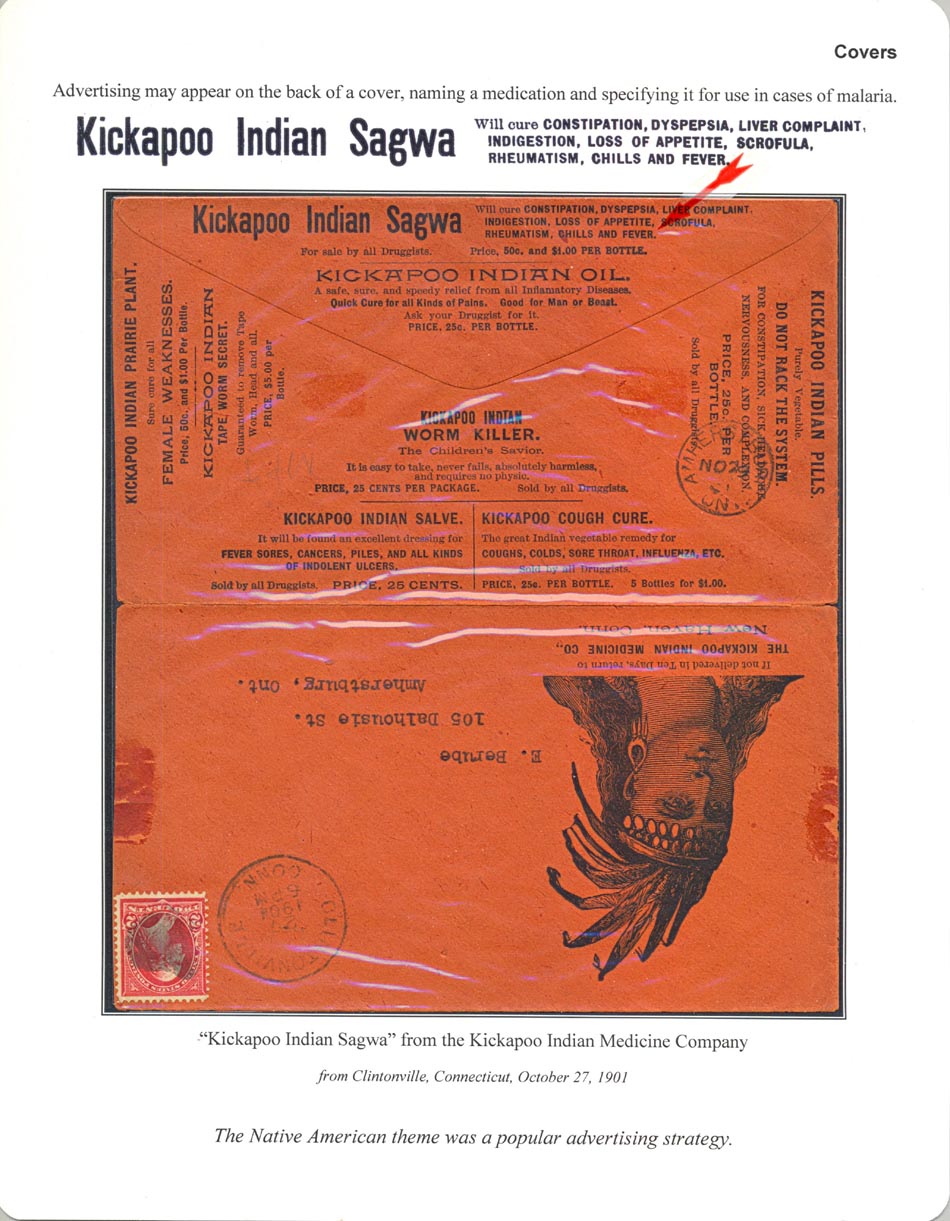 Covers
Advertising may appear on the back of a cover, naming a medication and specifying it for use in cases of malaria.
Kickapoo Indian Sagwa
Will cure CONSTIPATION, DYSPEPSIA, LIVER COMPLAINT,
INDIGESTION, LOSS OF APPETITE, SCROFULA,
RHEUMATISM, CHILLS AND FEVER.
Kickapoo Indian Sagwa
Will cure CONSTIPATION, DYSPEPSIA, LIVER COMPLAINT,
INDIGESTION, LOSS OF APPETITE, SCROFULA,
RHEUMATISM, CHILLS AND FEVER.
For sale by all Druggists. Price, 50c. and $1.00 PER BOTTLE.
KICKAPOO INDIAN OIL.
A safe, sure, and speedy relief from all Inflamatory Diseases.
Quick Cure for all Kinds of Pains. Good for Man or Beast.
Ask your Druggist for it.
PRICE, 25c. PER BOTTLE.
KICKAPOO INDIAN PRAIRIE PLANT.
Sure cure for all
FEMALE WEAKNESSES.
Price, 50c., and $1.00 Per Bottle.
KICKAPOO INDIAN
TAPE WORM SECRET.
Guaranteed to remove Tape
Worm, Head and all.
PRICE, $5.00 per
Bottle.
KICKAPOO INDIAN PILLS.
Purely Vegetable.
DO NOT RACK THE SYSTEM.
FOR CONSTIPATION, SICK HEADACHE
NERVOUSNESS, AND COMPLEXION.
PRICE, 25c. PER
BOTTLE.
Sold by all Druggists
KICKAPOO INDIAN
WORM KILLER.
The Children's Savior.
It is easy to take, never fails, absolutely harmless,
and requires no physic.
PRICE, 25 CENTS PER PACKAGE. Sold by all Druggists.
KICKAPOO INDIAN SALVE.
It will be found an excellent dressing for
FEVER SORES, CANCERS, PILES, AND ALL KINDS
OF INDOLENT ULCERS.
Sold by all Druggists. PRICE, 25 CENTS.
KICKAPOO COUGH CURE.
The great Indian vegetable remedy for
COUGHS, COLDS, SORE THROAT, INFLUENZA, ETC.
Sold by all Druggists.
PRICE, 25c. PER BOTTLE. 5 Bottles for $1.00.
If not delivered in Ten Days, return to
THE KICKAPOO INDIAN MEDICINE CO.,
New Haven, Conn.
E. Berube
105 Dalhousie St.
Amherstburg, Ont.
CONN.
"Kickapoo Indian Sagwa" from the Kickapoo Indian Medicine Company
from Clintonville, Connecticut, October 27, 1901
The Native American theme was a popular advertising strategy.